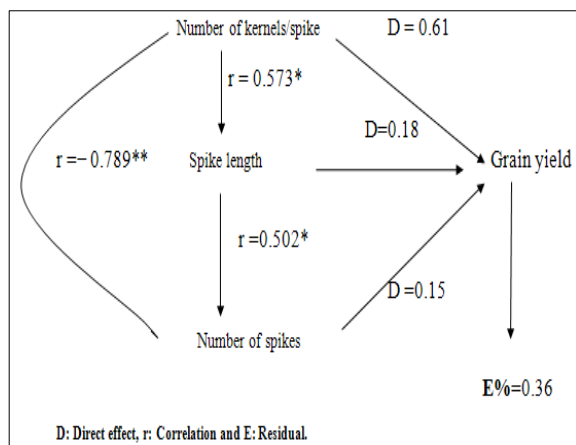 Number of kernels/spike
D = 0.61
r = 0.573*
D=0.18
r =− 0.789**
Spike length
Grain yield
r =0.502*
D =0.15
Number of spikes
E%=0.36
D: Direct effect, r: Correlation and E: Residual.